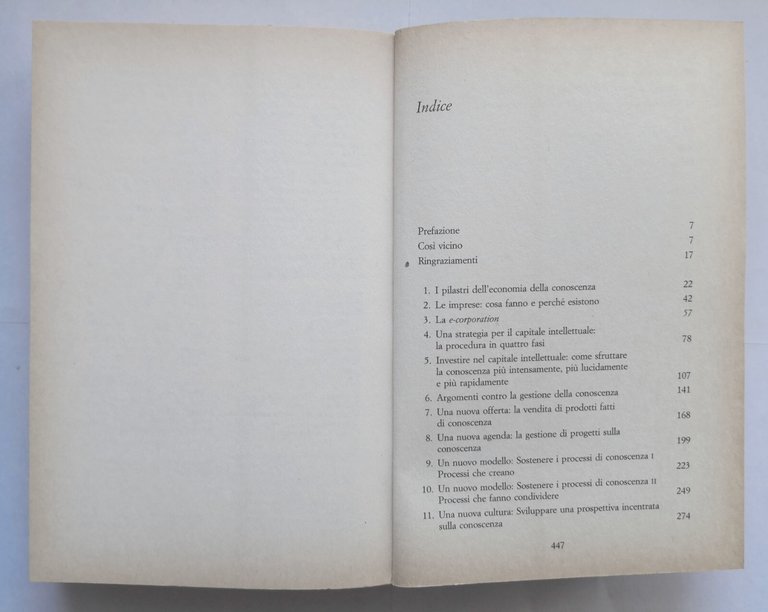 Indice
Prefazione 7
Così vicino 7
Ringraziamenti 17
1. I pilastri dell'economia della conoscenza 22
2. Le imprese: cosa fanno e perché esistono 42
3. La e-corporation 57
4. Una strategia per il capitale intellettuale:
la procedura in quattro fasi 78
5. Investire nel capitale intellettuale: come sfruttare
la conoscenza più intensamente, più lucidamente
e più rapidamente 107
6. Argomenti contro la gestione della conoscenza 141
7. Una nuova offerta: la vendita di prodotti fatti
di conoscenza 168
8. Una nuova agenda: la gestione di progetti sulla
conoscenza 199
9. Un nuovo modello: Sostenere i processi di conoscenza I
Processi che creano 223
10. Un nuovo modello: Sostenere i processi di conoscenza II
Processi che fanno condividere 249
11. Una nuova cultura: Sviluppare una prospettiva incentrata
sulla conoscenza 274
447